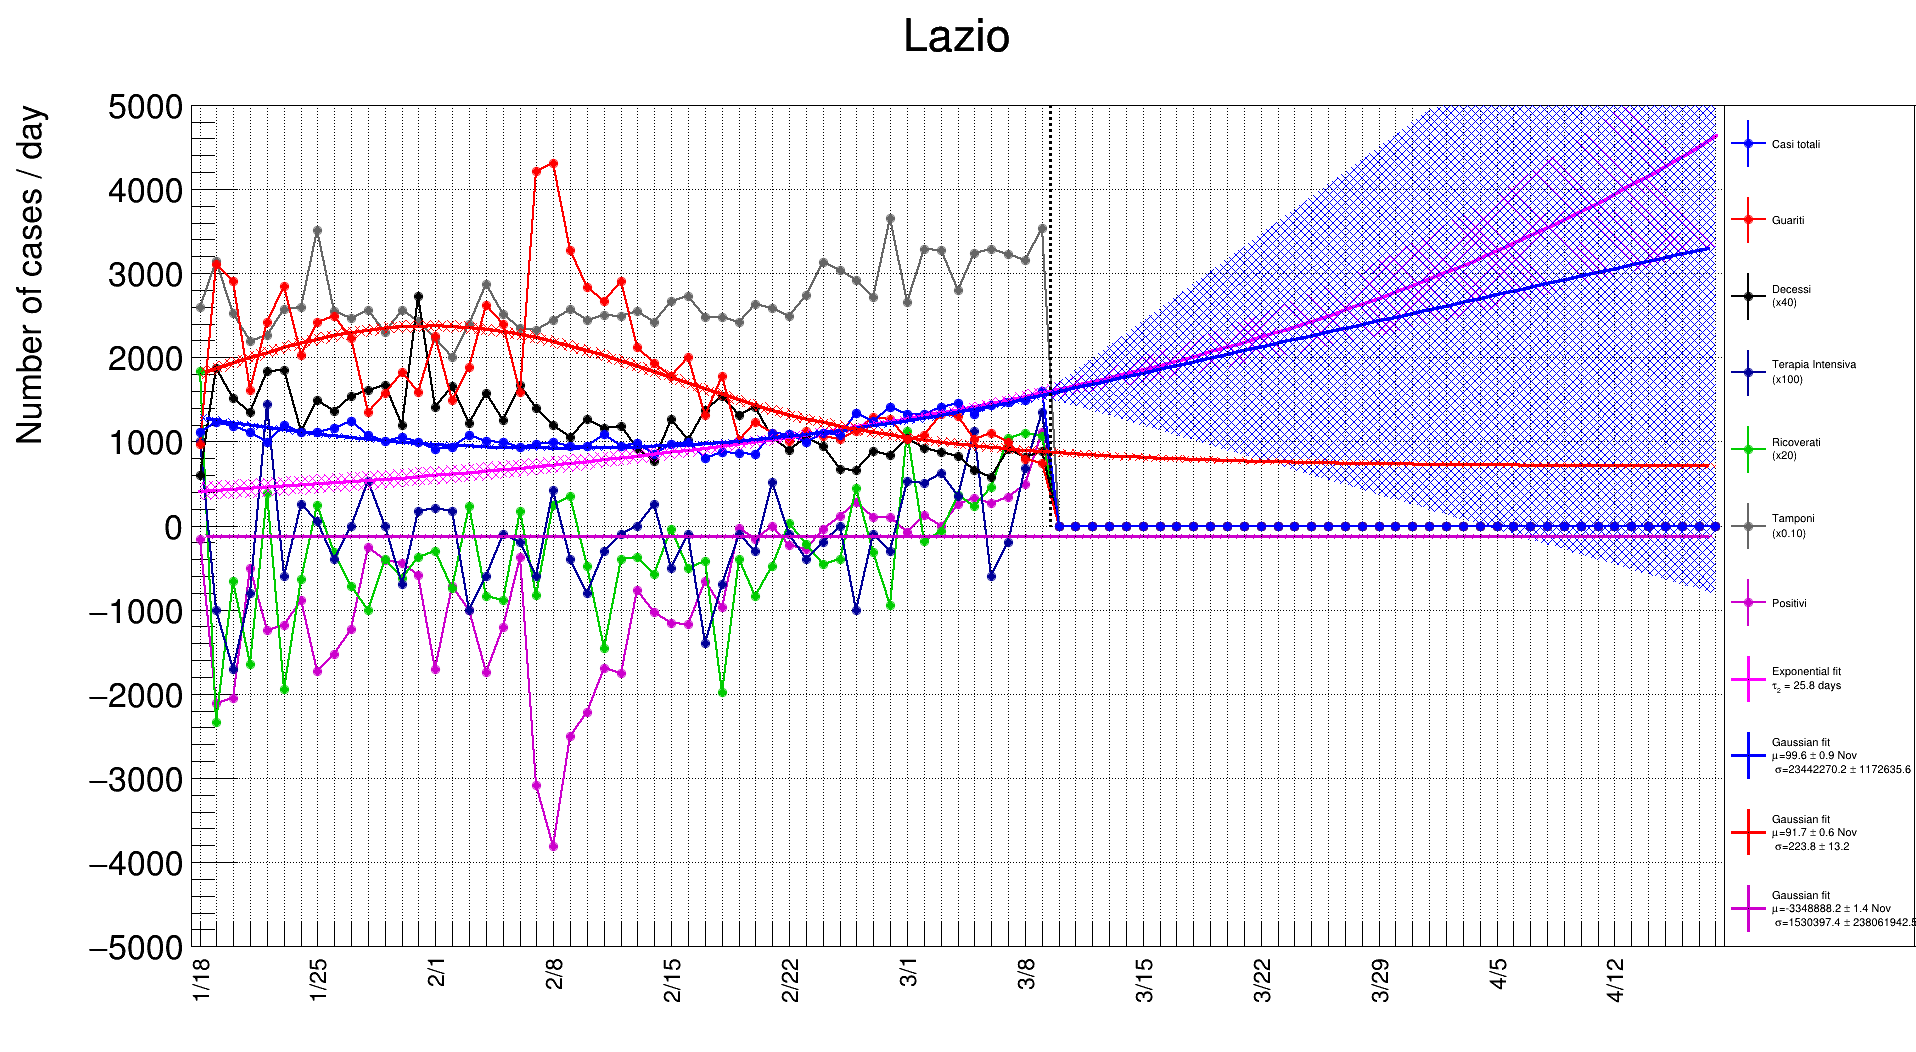 Lazio
Number of cases / day
5000
4000
3000
2000
1000
0
−1000
−2000
−3000
−4000
−5000
1/18
1/25
2/1
2/8
2/15
2/22
3/1
3/8
3/15
3/22
3/29
4/5
4/12
Casi totali
Guariti
Decessi
(x40)
Terapia Intensiva
(x100)
Ricoverati
(x20)
Tamponi
(x0.10)
Positivi
Exponential fit
τ₂ = 25.8 days
Gaussian fit
μ=99.6 ± 0.9 Nov
σ=23442270.2 ± 1172635.6
Gaussian fit
μ=91.7 ± 0.6 Nov
σ=223.8 ± 13.2
Gaussian fit
μ=-3348888.2 ± 1.4 Nov
σ=1530397.4 ± 238061942.5